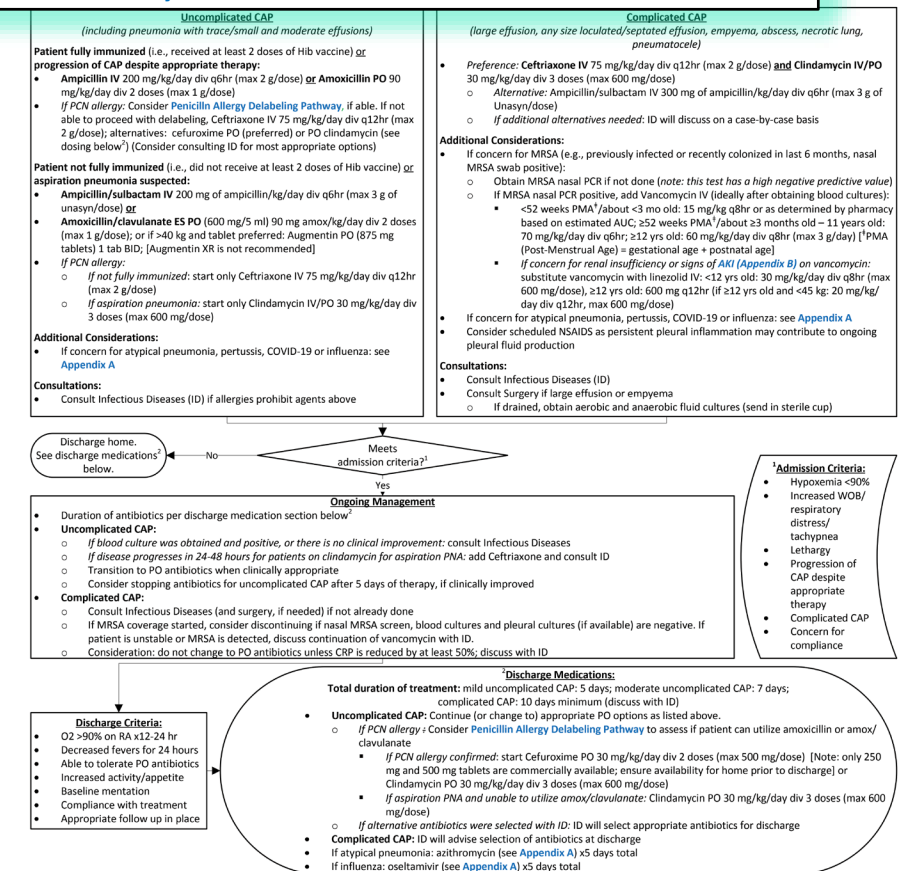 Uncomplicated CAP
(including pneumonia with trace/small and moderate effusions)
Patient fully immunized (i.e., received at least 2 doses of Hib vaccine) or
progression of CAP despite appropriate therapy:
• Ampicillin IV 200 mg/kg/day div q6hr (max 2 g/dose) or Amoxicillin PO 90
mg/kg/day div 2 doses (max 1 g/dose)
• If PCN allergy: Consider Penicilln Allergy Delabeling Pathway, if able. If not
able to proceed with delabeling, Ceftriaxone IV 75 mg/kg/day div q12hr (max
2 g/dose); alternatives: cefuroxime PO (preferred) or PO clindamycin (see
dosing below2) (Consider consulting ID for most appropriate options)
Patient not fully immunized (i.e., did not receive at least 2 doses of Hib vaccine) or
aspiration pneumonia suspected:
• Ampicillin/sulbactam IV 200 mg of ampicillin/kg/day div q6hr (max 3 g of
unasyn/dose) or
• Amoxicillin/clavulanate ES PO (600 mg/5 ml) 90 mg amox/kg/day div 2 doses
(max 1 g/dose); or if >40 kg and tablet preferred: Augmentin PO (875 mg
tablets) 1 tab BID; [Augmentin XR is not recommended]
• If PCN allergy:
o If not fully immunized: start only Ceftriaxone IV 75 mg/kg/day div q12hr
(max 2 g/dose)
o If aspiration pneumonia: start only Clindamycin IV/PO 30 mg/kg/day div
3 doses (max 600 mg/dose)
Additional Considerations:
• If concern for atypical pneumonia, pertussis, COVID-19 or influenza: see
Appendix A
Consultations:
• Consult Infectious Diseases (ID) if allergies prohibit agents above
Complicated CAP
(large effusion, any size loculated/septated effusion, empyema, abscess, necrotic lung,
pneumatocele)
• Preference: Ceftriaxone IV 75 mg/kg/day div q12hr (max 2 g/dose) and Clindamycin IV/PO
30 mg/kg/day div 3 doses (max 600 mg/dose)
o Alternative: Ampicillin/sulbactam IV 300 mg of ampicillin/kg/day div q6hr (max 3 g of
Unasyn/dose)
o If additional alternatives needed: ID will discuss on a case-by-case basis
Additional Considerations:
• If concern for MRSA (e.g., previously infected or recently colonized in last 6 months, nasal
MRSA swab positive):
o Obtain MRSA nasal PCR if not done (note: this test has a high negative predictive value)
o If MRSA nasal PCR positive, add Vancomycin IV (ideally after obtaining blood cultures):
▪ <52 weeks PMA†/about <3 mo old: 15 mg/kg q8hr or as determined by pharmacy
based on estimated AUC; ≥52 weeks PMA†/about ≥3 months old – 11 years old:
70 mg/kg/day div q6hr; ≥12 yrs old: 60 mg/kg/day div q8hr (max 3 g/day) [†PMA
(Post-Menstrual Age) = gestational age + postnatal age]
▪ If concern for renal insufficiency or signs of AKI (Appendix B) on vancomycin:
substitute vancomycin with linezolid IV: <12 yrs old: 30 mg/kg/day div q8hr (max
600 mg/dose), ≥12 yrs old: 600 mg q12hr (if ≥12 yrs old and <45 kg: 20 mg/kg/
day div q12hr, max 600 mg/dose)
• If concern for atypical pneumonia, pertussis, COVID-19 or influenza: see Appendix A
• Consider scheduled NSAIDS as persistent pleural inflammation may contribute to ongoing
pleural fluid production
Consultations:
• Consult Infectious Diseases (ID)
• Consult Surgery if large effusion or empyema
o If drained, obtain aerobic and anaerobic fluid cultures (send in sterile cup)
Discharge home.
See discharge medications2
below.
No
Meets
admission criteria?1
Yes
Ongoing Management
• Duration of antibiotics per discharge medication section below2
• Uncomplicated CAP:
o If blood culture was obtained and positive, or there is no clinical improvement: consult Infectious Diseases
o If disease progresses in 24-48 hours for patients on clindamycin for aspiration PNA: add Ceftriaxone and consult ID
o Transition to PO antibiotics when clinically appropriate
o Consider stopping antibiotics for uncomplicated CAP after 5 days of therapy, if clinically improved
• Complicated CAP:
o Consult Infectious Diseases (and surgery, if needed) if not already done
o If MRSA coverage started, consider discontinuing if nasal MRSA screen, blood cultures and pleural cultures (if available) are negative. If
patient is unstable or MRSA is detected, discuss continuation of vancomycin with ID.
o Consideration: do not change to PO antibiotics unless CRP is reduced by at least 50%; discuss with ID
1Admission Criteria:
• Hypoxemia <90%
• Increased WOB/
respiratory
distress/
tachypnea
• Lethargy
• Progression of
CAP despite
appropriate
therapy
• Complicated CAP
• Concern for
compliance
Discharge Criteria:
• O2 >90% on RA x12-24 hr
• Decreased fevers for 24 hours
• Able to tolerate PO antibiotics
• Increased activity/appetite
• Baseline mentation
• Compliance with treatment
• Appropriate follow up in place
2Discharge Medications:
Total duration of treatment: mild uncomplicated CAP: 5 days; moderate uncomplicated CAP: 7 days;
complicated CAP: 10 days minimum (discuss with ID)
• Uncomplicated CAP: Continue (or change to) appropriate PO options as listed above.
o If PCN allergy : Consider Penicillin Allergy Delabeling Pathway to assess if patient can utilize amoxicillin or amox/
clavulanate
▪ If PCN allergy confirmed: start Cefuroxime PO 30 mg/kg/day div 2 doses (max 500 mg/dose) [Note: only 250
mg and 500 mg tablets are commercially available; ensure availability for home prior to discharge] or
Clindamycin PO 30 mg/kg/day div 3 doses (max 600 mg/dose)
▪ If aspiration PNA and unable to utilize amox/clavulanate: Clindamycin PO 30 mg/kg/day div 3 doses (max 600
mg/dose)
o If alternative antibiotics were selected with ID: ID will select appropriate antibiotics for discharge
• Complicated CAP: ID will advise selection of antibiotics at discharge
• If atypical pneumonia: azithromycin (see Appendix A) x5 days total
• If influenza: oseltamivir (see Appendix A) x5 days total